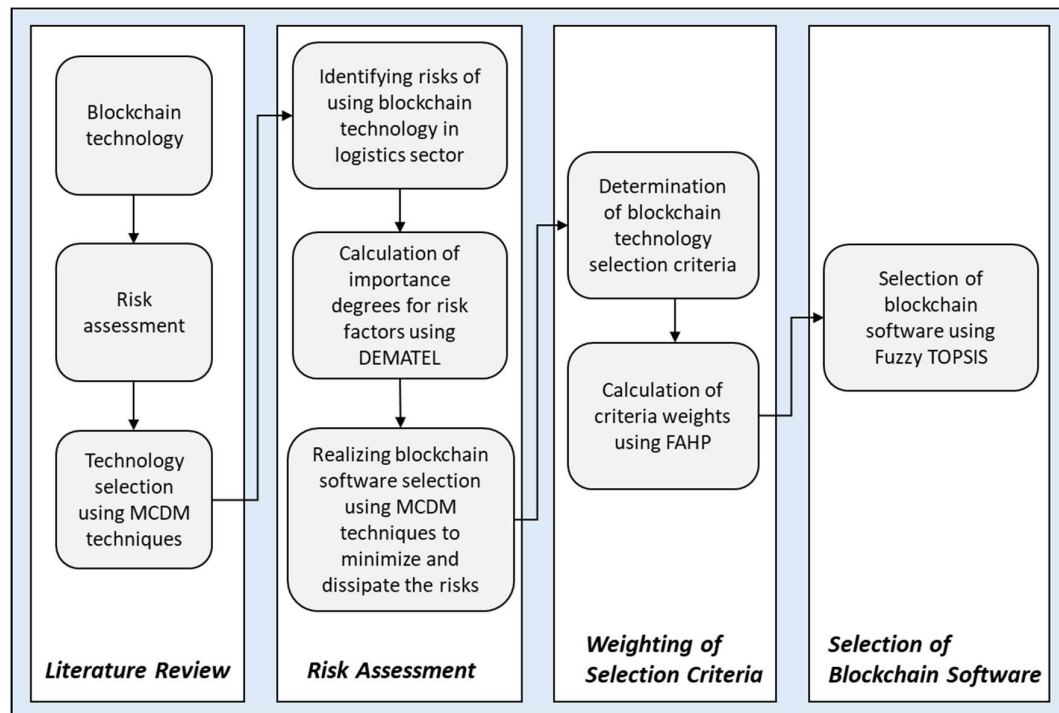 Blockchain
technology
Risk
assessment
Technology
selection
using MCDM
techniques
Literature Review
Identifying risks of
using blockchain
technology in
logistics sector
Calculation of
importance
degrees for risk
factors using
DEMATEL
Realizing blockchain
software selection
using MCDM
techniques to
minimize and
dissipate the risks
Risk Assessment
Determination
of blockchain
technology
selection criteria
Calculation of
criteria weights
using FAHP
Weighting of
Selection Criteria
Selection of
blockchain
software using
Fuzzy TOPSIS
Selection of
Blockchain Software